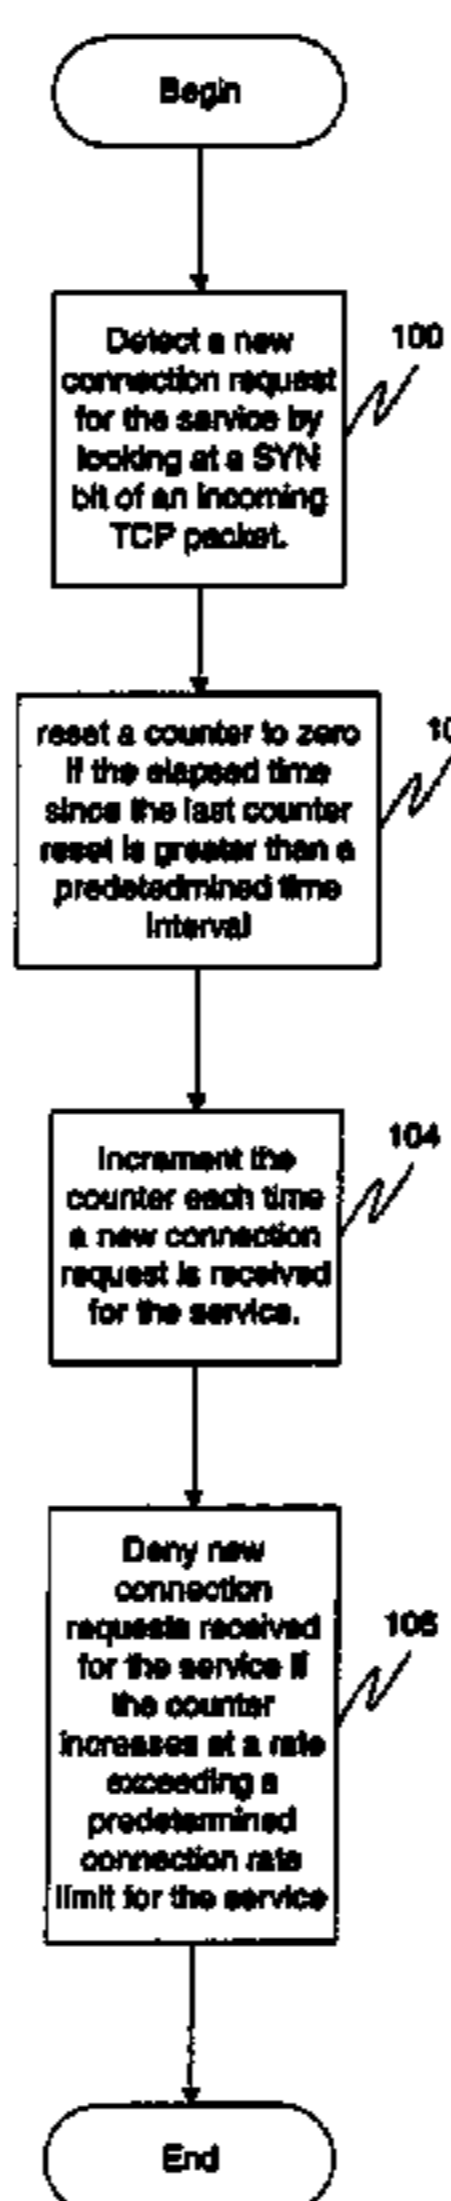 Begin
Detect a new
connection request
for the service by
looking at a SYN
bit of an incoming
TCP packet.
100
reset a counter to zero
if the elapsed time
since the last counter
reset is greater than a
predetedmined time
interval
10
Increment the
counter each time
a new connection
request is received
for the service.
104
Deny new
connection
requests received
for the service if
the counter
increases at a rate
exceeding a
predetermined
connection rate
limit for the service
106
End